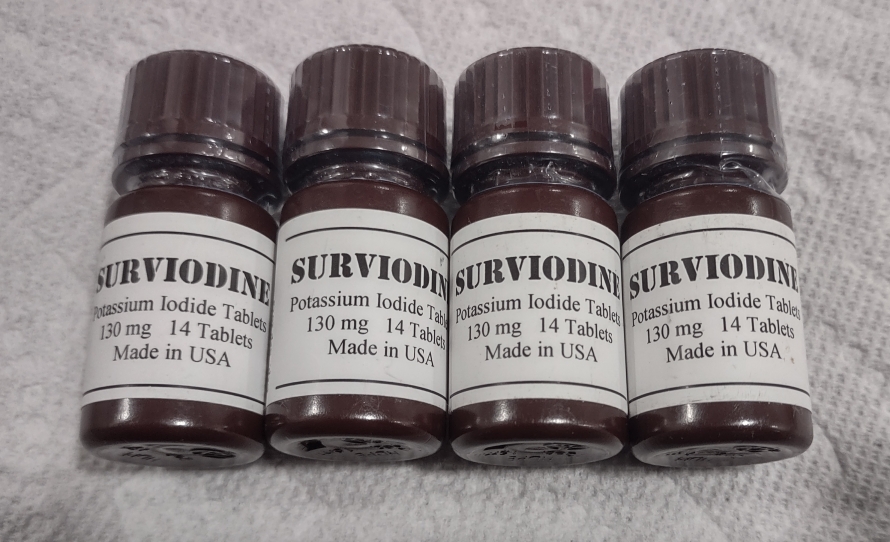 SURVIODINE
Potassium Iodide Tablets
130 mg 14 Tablets
Made in USA
SURVIODIN
Potassium Iodide
130 mg 14 Tablets
Made in USA
SURVIODINE
Potassium Iodide Tablets
130 mg 14 Tablets
Made in USA
SURVIODINE
Potassium Iodide Tablets
130 mg 14 Tablets
Made in USA